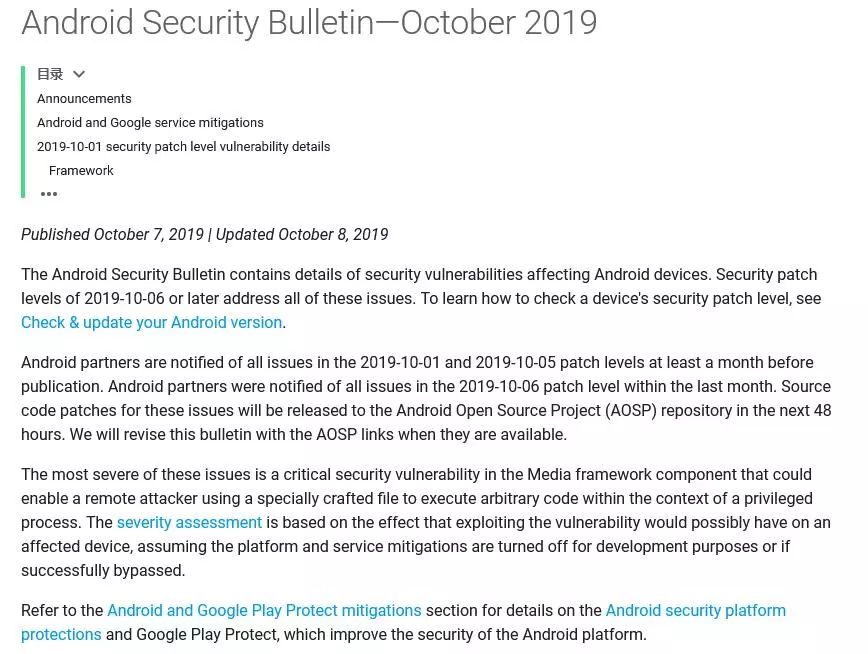 Android Security Bulletin—October 2019
目录
Announcements
Android and Google service mitigations
2019-10-01 security patch level vulnerability details
Framework
•••
Published October 7, 2019 | Updated October 8, 2019
The Android Security Bulletin contains details of security vulnerabilities affecting Android devices. Security patch
levels of 2019-10-06 or later address all of these issues. To learn how to check a device's security patch level, see
Check & update your Android version.
Android partners are notified of all issues in the 2019-10-01 and 2019-10-05 patch levels at least a month before
publication. Android partners were notified of all issues in the 2019-10-06 patch level within the last month. Source
code patches for these issues will be released to the Android Open Source Project (AOSP) repository in the next 48
hours. We will revise this bulletin with the AOSP links when they are available.
The most severe of these issues is a critical security vulnerability in the Media framework component that could
enable a remote attacker using a specially crafted file to execute arbitrary code within the context of a privileged
process. The severity assessment is based on the effect that exploiting the vulnerability would possibly have on an
affected device, assuming the platform and service mitigations are turned off for development purposes or if
successfully bypassed.
Refer to the Android and Google Play Protect mitigations section for details on the Android security platform
protections and Google Play Protect, which improve the security of the Android platform.